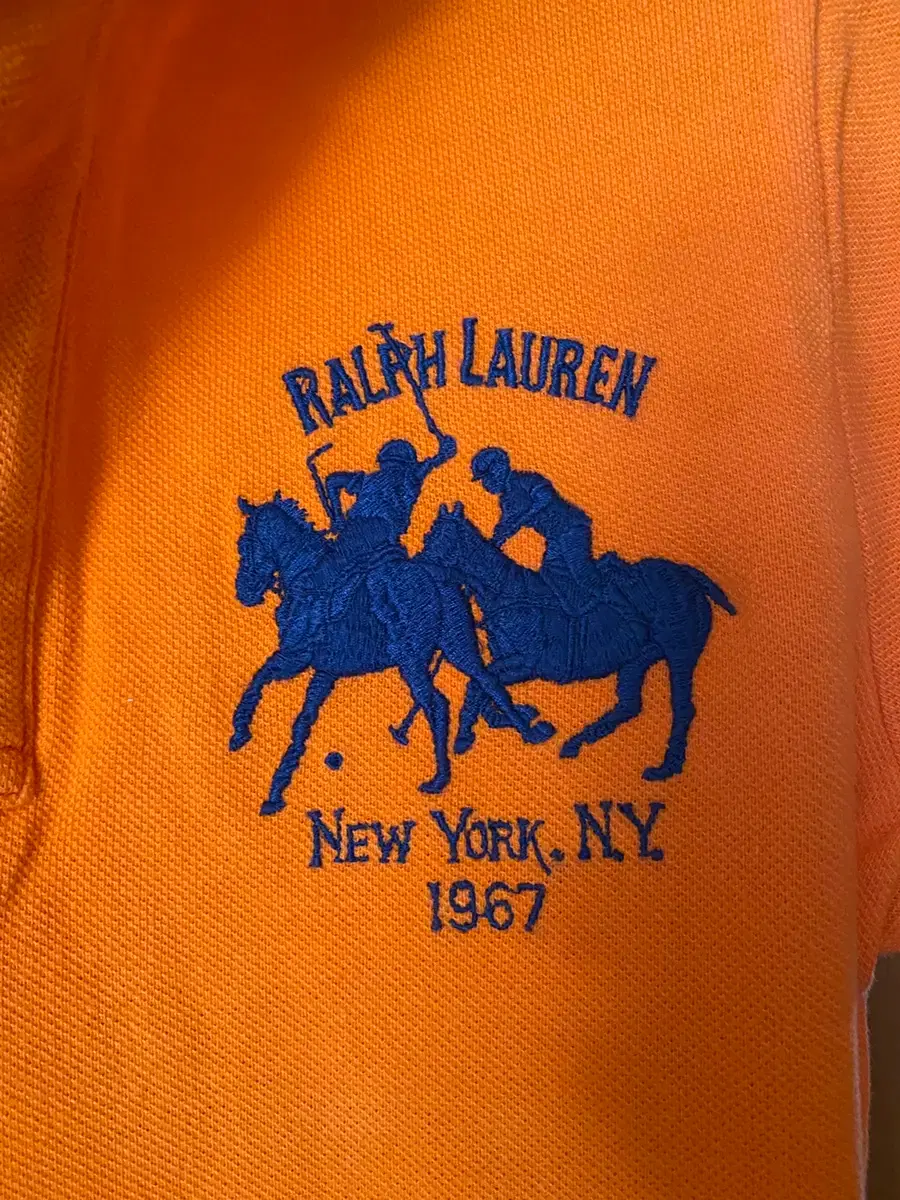 RALPH LAUREN
NEW YORK. N.Y.
1967